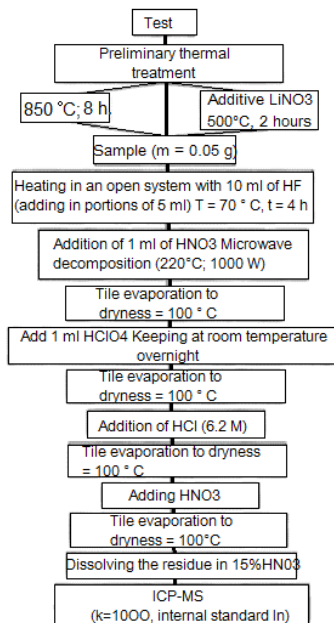 Test
Preliminary thermal
treatment
850 °C; 8 h.
Additive LiNO3
500°C, 2 hours
Sample (m = 0.05 g)
Heating in an open system with 10 ml of HF
(adding in portions of 5 ml) T = 70 ° C, t = 4 h
Addition of 1 ml of HNO3 Microwave
decomposition (220°C; 1000 W)
Tile evaporation to
dryness = 100 ° C
Add 1 ml HClO4 Keeping at room temperature
overnight
Tile evaporation to
dryness = 100 ° C
Addition of HCl (6.2 M)
Tile evaporation to dryness
= 100 ° C
Adding HNO3
Tile evaporation to
dryness = 100°C
Dissolving the residue in 15%HN03
ICP-MS
(k=10OO, internal standard In)